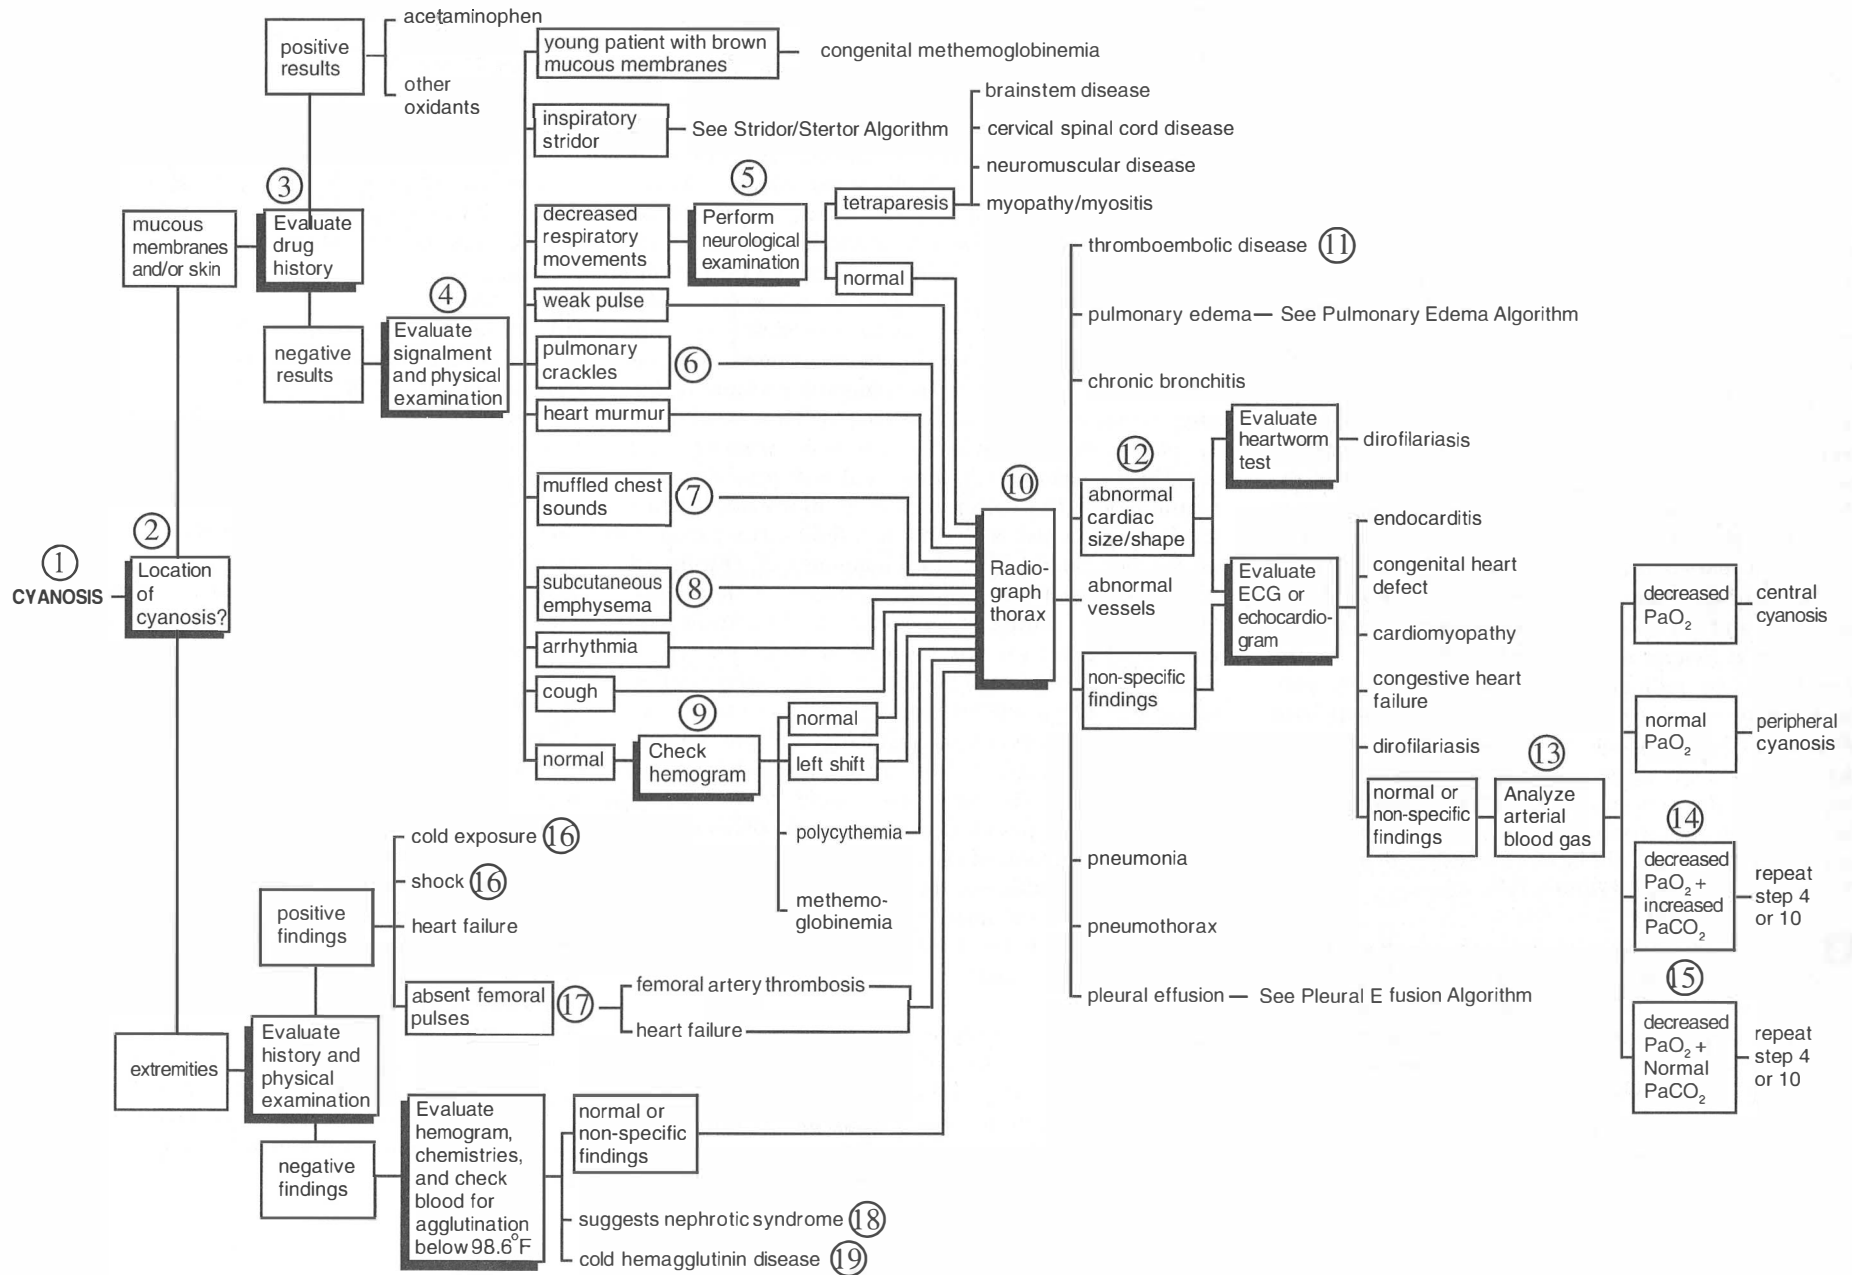 acetaminophen
positive
results
other
oxidants
young patient with brown
mucous membranes
congenital methemoglobinemia
inspiratory
stridor
See Stridor/Stertor Algorithm
brainstem disease
cervical spinal cord disease
neuromuscular disease
myopathy/myositis
3
mucous
membranes
and/or skin
Evaluate
drug
history
decreased
respiratory
movements
5
Perform
neurological
examination
tetraparesis
normal
4
negative
results
Evaluate
signalment
and physical
examination
weak pulse
pulmonary
crackles
6
heart murmur
muffled chest
sounds
7
subcutaneous
emphysema
8
arrhythmia
cough
normal
9
Check
hemogram
normal
left shift
polycythemia
methemo-
globinemia
1
CYANOSIS
2
Location
of
cyanosis?
10
Radio-
graph
thorax
thromboembolic disease 11
pulmonary edema — See Pulmonary Edema Algorithm
chronic bronchitis
12
abnormal
cardiac
size/shape
Evaluate
heartworm
test
dirofilariasis
abnormal
vessels
non-specific
findings
Evaluate
ECG or
echocardio-
gram
endocarditis
congenital heart
defect
cardiomyopathy
congestive heart
failure
dirofilariasis
normal or
non-specific
findings
13
Analyze
arterial
blood gas
decreased
PaO₂
central
cyanosis
normal
PaO₂
peripheral
cyanosis
14
decreased
PaO₂ +
increased
PaCO₂
repeat
step 4
or 10
15
decreased
PaO₂ +
Normal
PaCO₂
repeat
step 4
or 10
pneumonia
pneumothorax
pleural effusion — See Pleural E fusion Algorithm
extremities
Evaluate
history and
physical
examination
positive
findings
cold exposure 16
shock 16
heart failure
absent femoral
pulses
17
femoral artery thrombosis
heart failure
negative
findings
Evaluate
hemogram,
chemistries,
and check
blood for
agglutination
below 98.6°F
normal or
non-specific
findings
suggests nephrotic syndrome 18
cold hemagglutinin disease 19